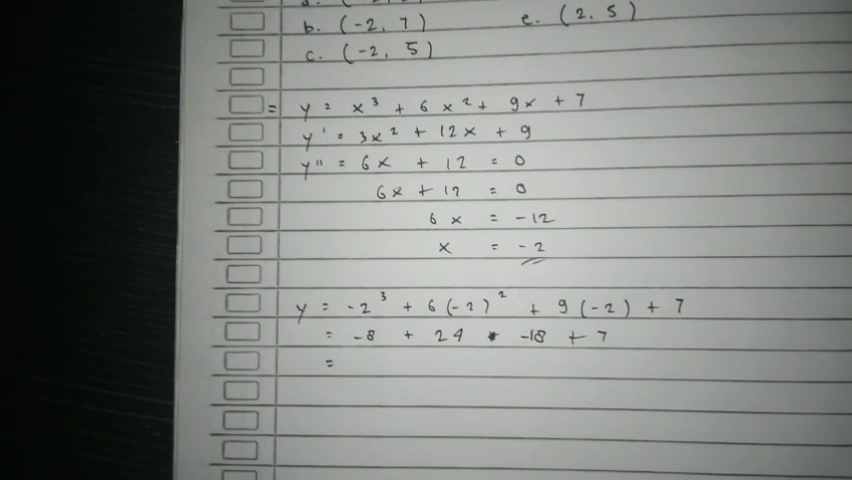 b. (-2, 7) e. (2, 5)
c. (-2, 5)
= y = x³ + 6x² + 9x + 7
y' = 3x² + 12x + 9
y" = 6x + 12 = 0
6x + 12 = 0
6x = -12
x = -2
y = -2³ + 6(-2)² + 9(-2) + 7
= -8 + 24 -18 + 7
=